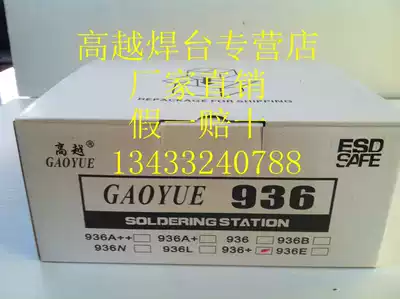 高越焊台专营店
厂家直销
REPACKAGE FOR SHIPPING
假一赔十
13433240788
高越®
GAOYUE
ESD
SAFE
GAOYUE 936
SOLDERING STATION
936A++ 936A+ 936 936B
936N 936L 936+ 936E